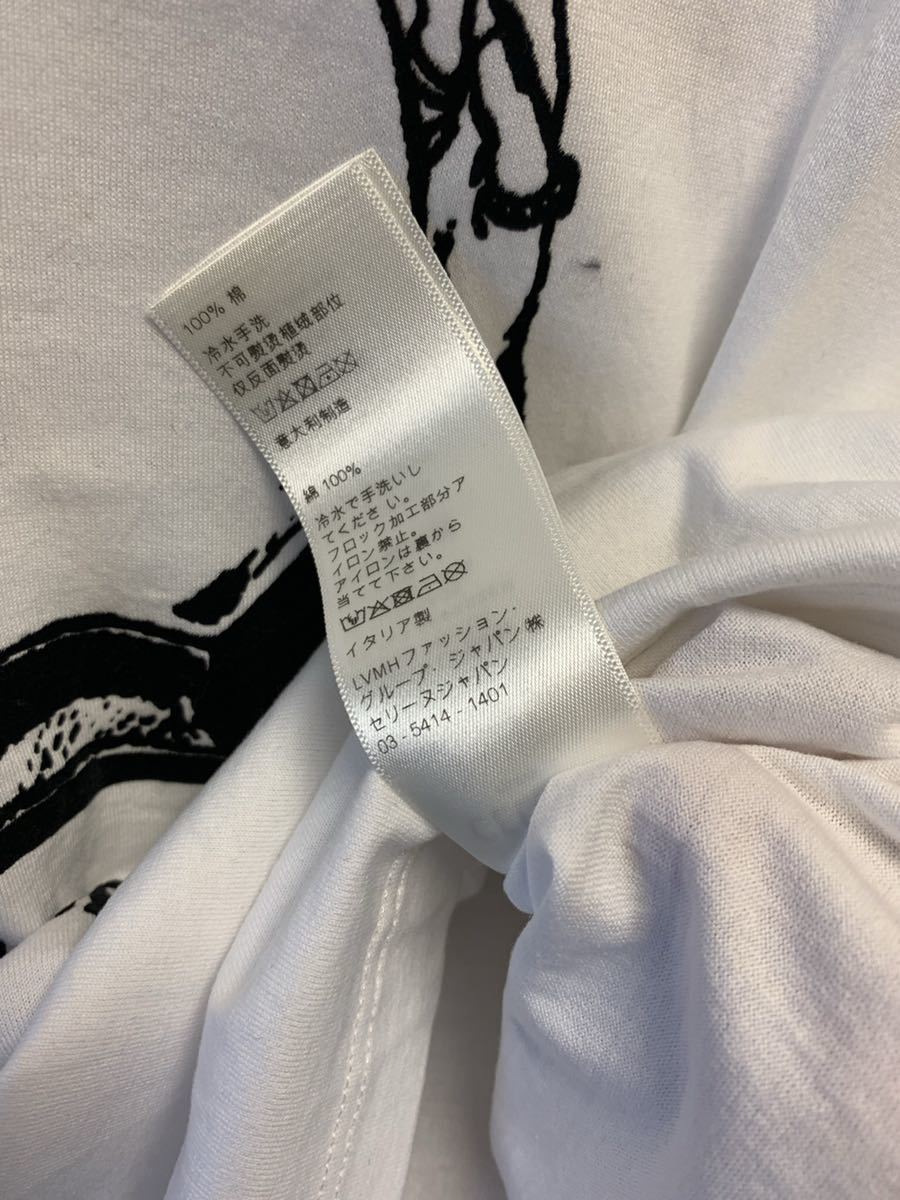 100% 棉
冷水手洗
不可熨烫植绒部位
仅反面熨烫
意大利制造
綿 100%
冷水で手洗いし
てくださ い。
フロック加工部分ア
イロン禁止。
アイロンは裏から
当てて下さい。
イタリア製
LVMHファッション・
グループ・ジャパン㈱
セリーヌジャパン
03 - 5414 - 1401